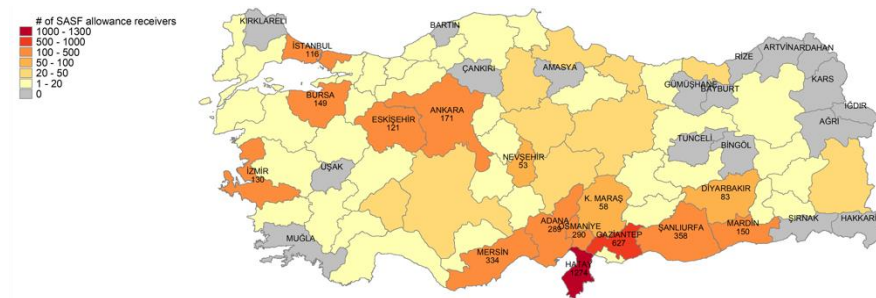 # of SASF allowance receivers
1000 - 1300
500 - 1000
100 - 500
50 - 100
20 - 50
1 - 20
0
KIRKLARELİ
İSTANBUL
116
BARTIN
ÇANKIRI
AMASYA
RİZE
ARTVİN
ARDAHAN
KARS
GÜMÜŞHANE
BAYBURT
IĞDIR
AĞRI
BURSA
149
ESKİŞEHİR
121
ANKARA
171
TUNCELİ
BİNGÖL
NEVŞEHİR
53
UŞAK
İZMİR
130
DİYARBAKIR
83
K. MARAŞ
58
MUĞLA
MERSİN
334
ADANA
OSMANİYE
290
GAZİANTEP
627
ŞANLIURFA
358
MARDİN
150
ŞIRNAK
HAKKARİ
HATAY
1274